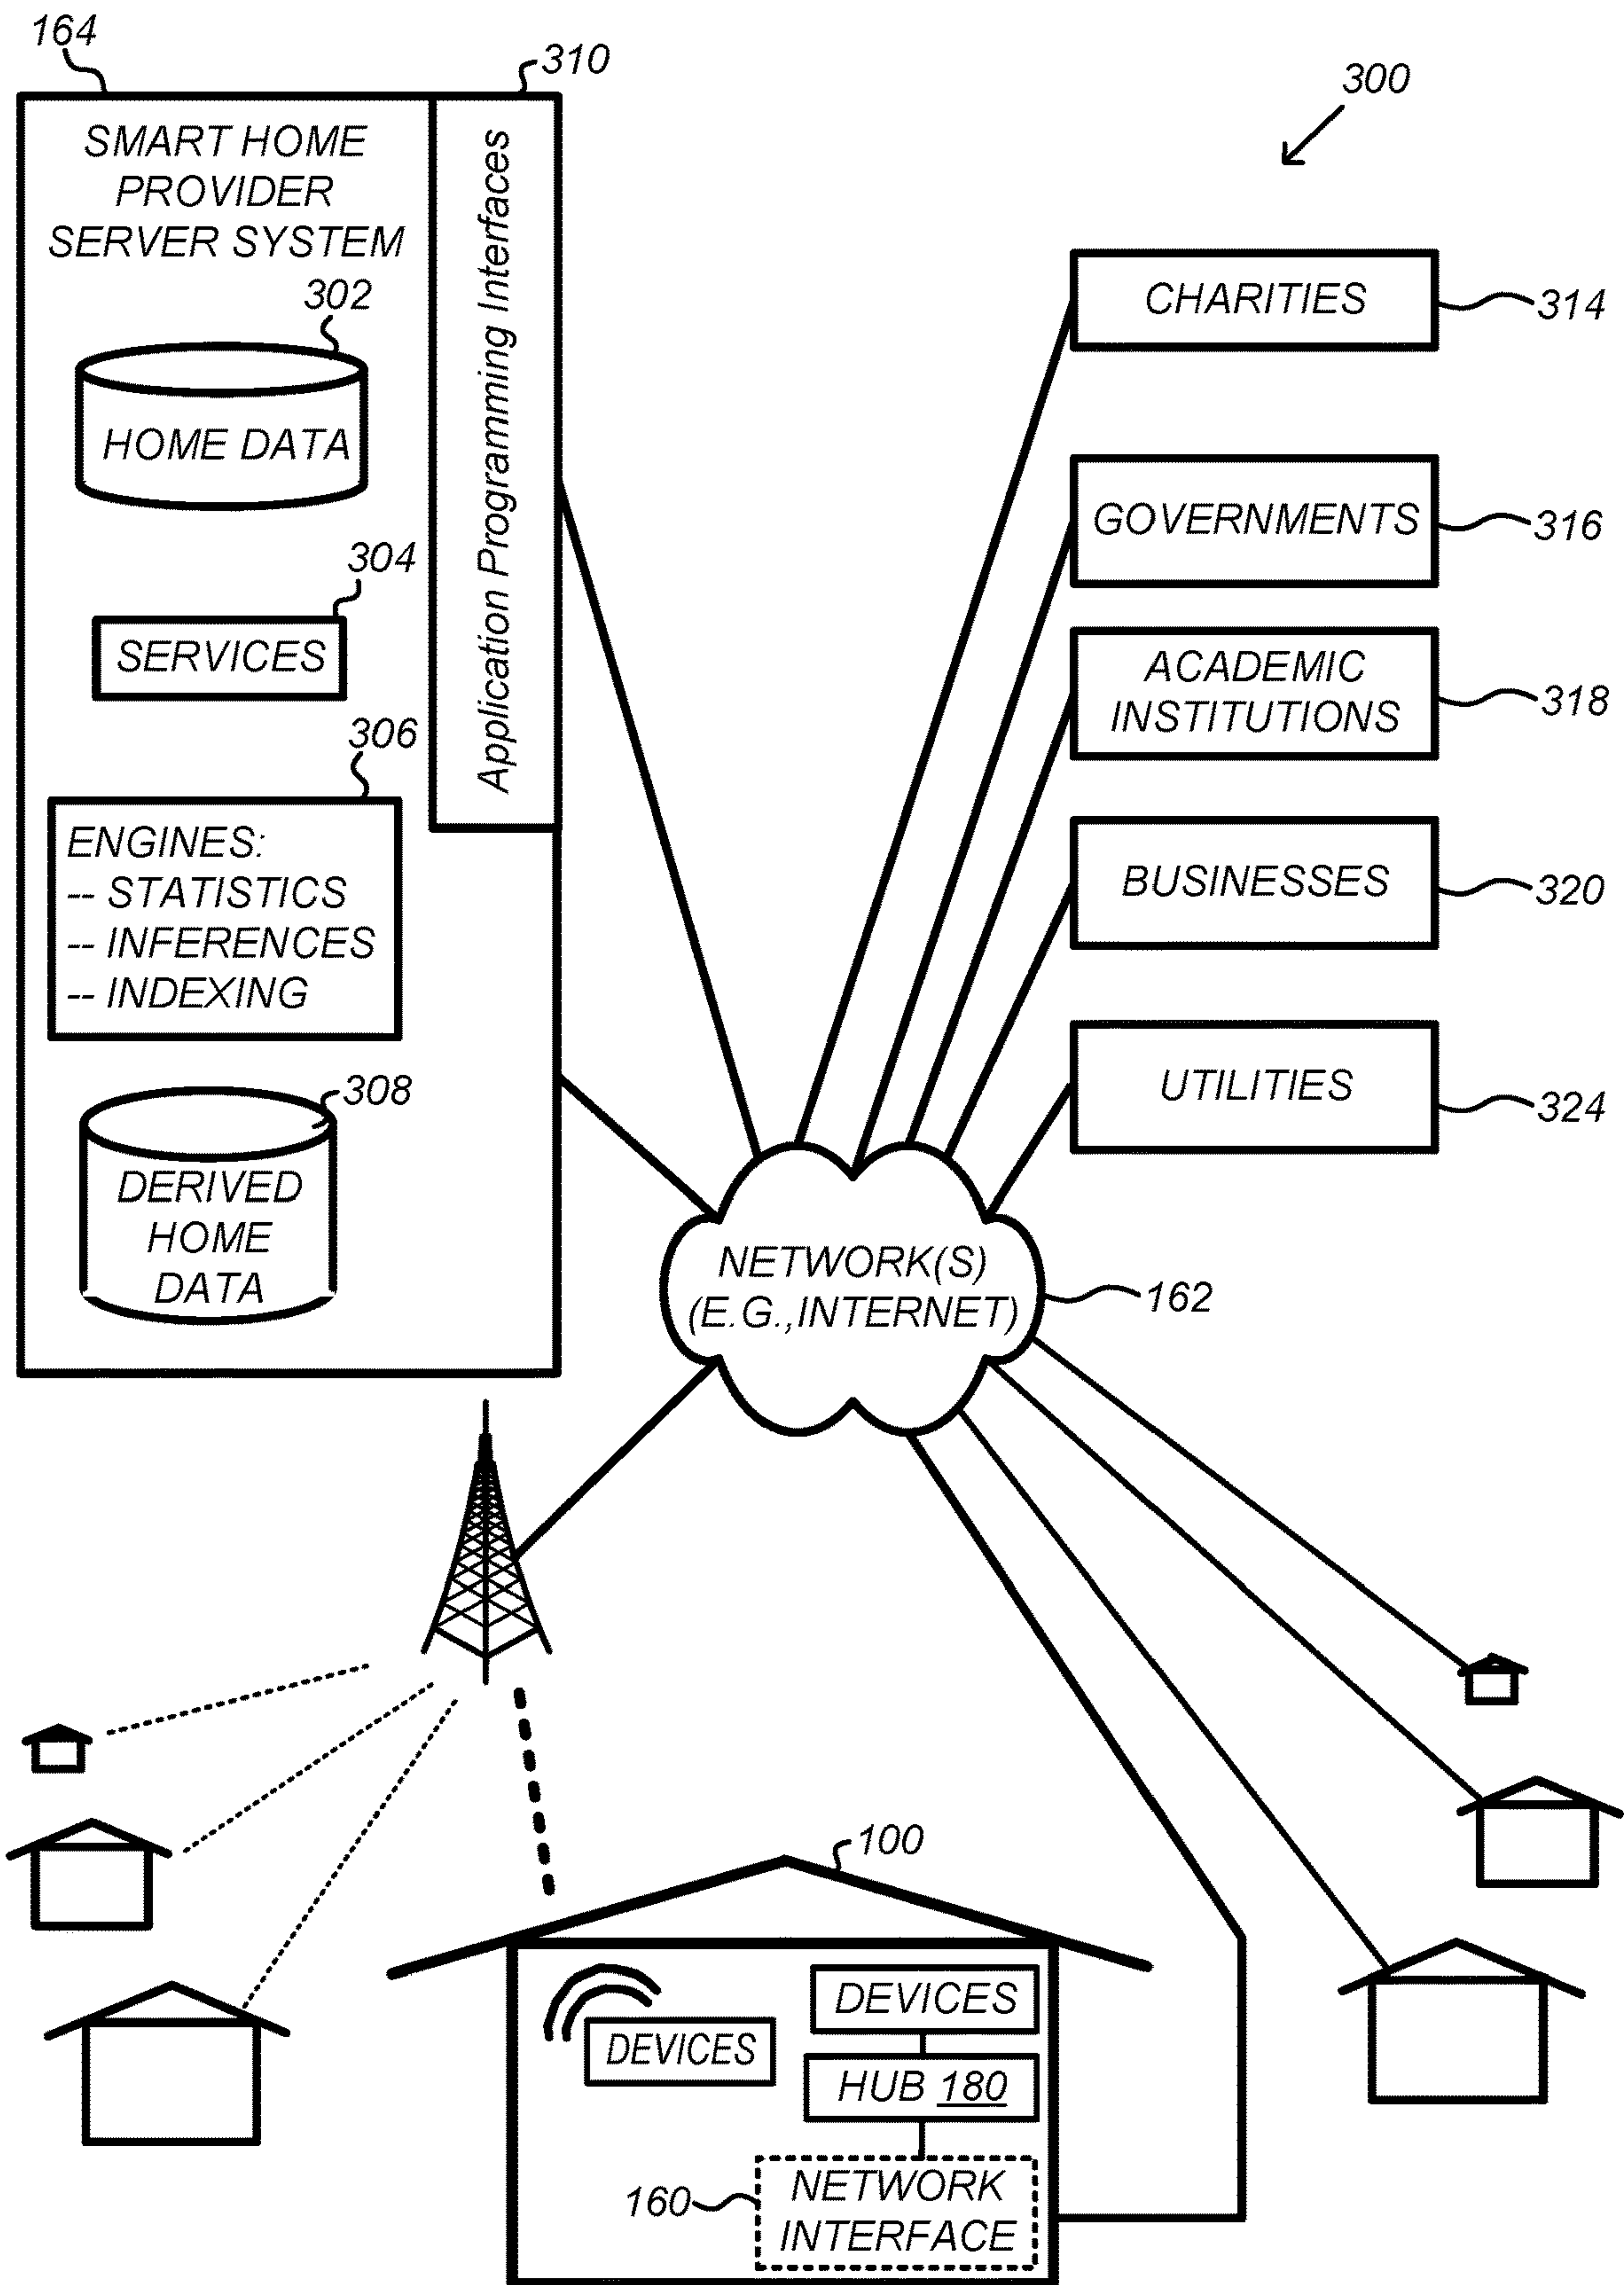 164
310
300
SMART HOME
PROVIDER
SERVER SYSTEM
Application Programming Interfaces
302
HOME DATA
304
SERVICES
306
ENGINES:
-- STATISTICS
-- INFERENCES
-- INDEXING
308
DERIVED
HOME
DATA
CHARITIES
314
GOVERNMENTS
316
ACADEMIC
INSTITUTIONS
318
BUSINESSES
320
UTILITIES
324
NETWORK(S)
(E.G.,INTERNET)
162
100
DEVICES
DEVICES
HUB 180
160
NETWORK
INTERFACE